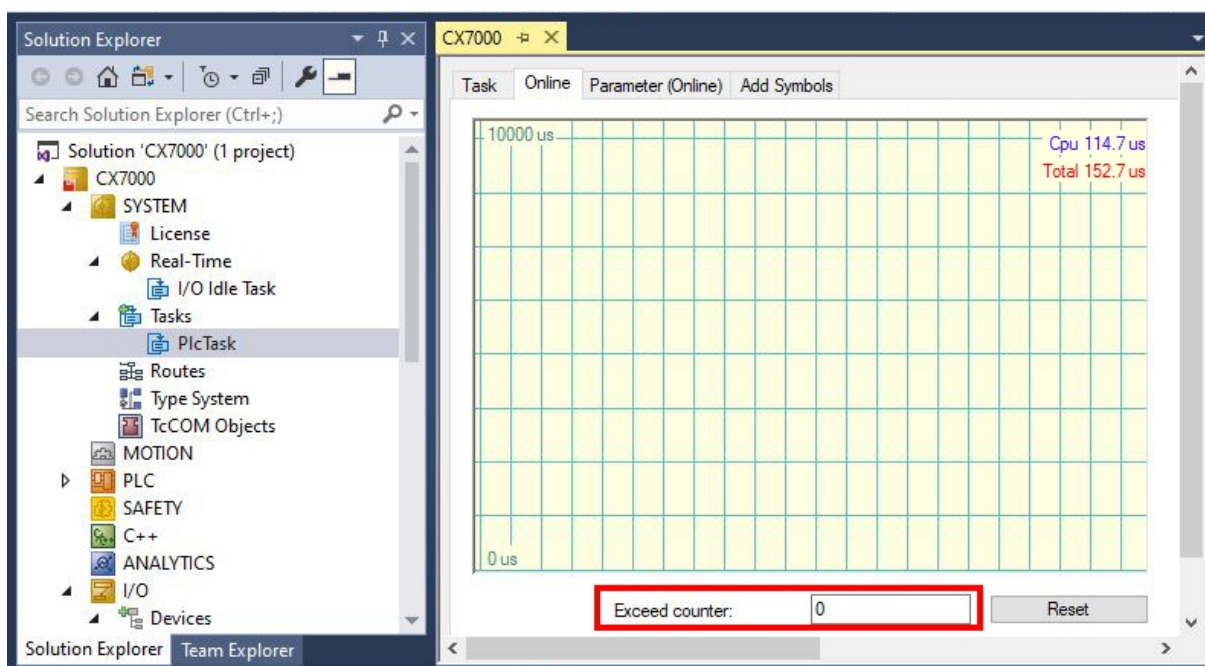 Solution Explorer
Search Solution Explorer (Ctrl+;)
Solution 'CX7000' (1 project)
CX7000
SYSTEM
License
Real-Time
I/O Idle Task
Tasks
PlcTask
Routes
Type System
TcCOM Objects
MOTION
PLC
SAFETY
C++
ANALYTICS
I/O
Devices
Solution Explorer Team Explorer
CX7000
Task Online Parameter (Online) Add Symbols
10000 us
Cpu 114.7 us
Total 152.7 us
0 us
Exceed counter: 0 Reset